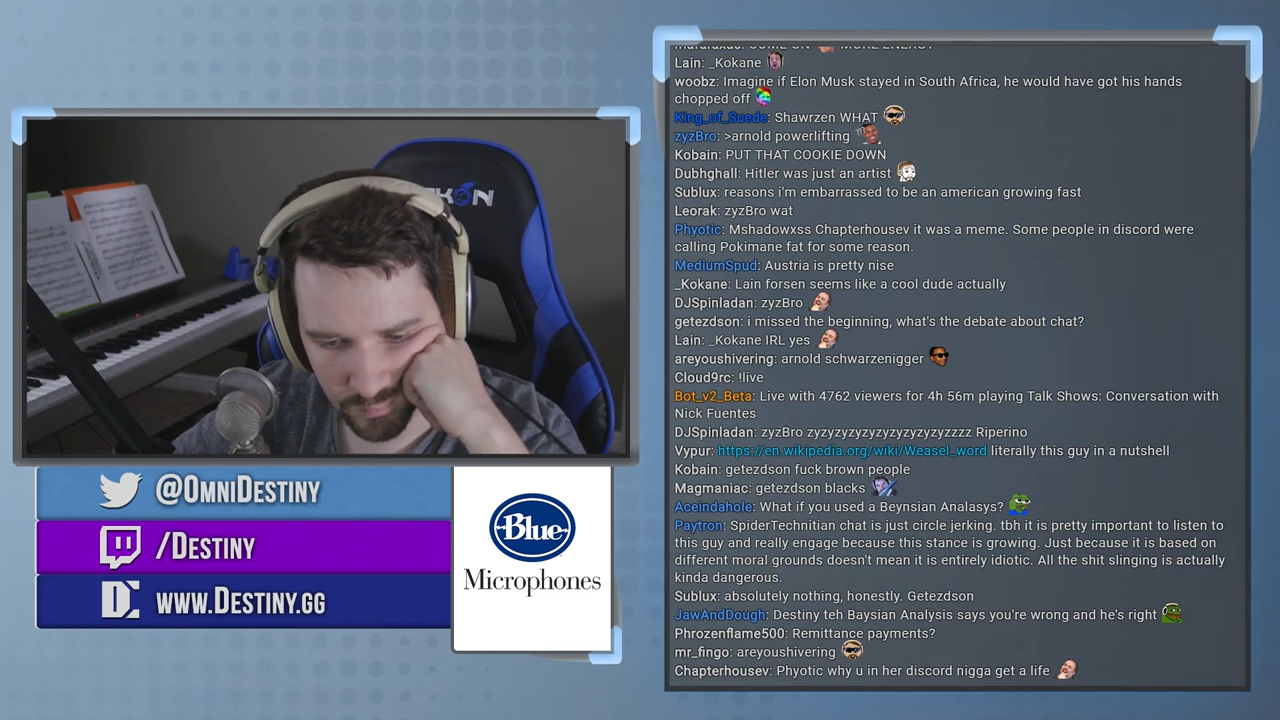 COME ON MORE ENERGY
Lain: _Kokane
woobz: Imagine if Elon Musk stayed in South Africa, he would have got his hands
chopped off
King_of_Suede: Shawrzen WHAT
zyzBro: >arnold powerlifting
Kobain: PUT THAT COOKIE DOWN
Dubhghall: Hitler was just an artist
Sublux: reasons i'm embarrassed to be an american growing fast
Leorak: zyzBro wat
Phyotic: Mshadowxss Chapterhousev it was a meme. Some people in discord were
calling Pokimane fat for some reason.
MediumSpud: Austria is pretty nise
_Kokane: Lain forsen seems like a cool dude actually
DJSpinladan: zyzBro
getezdson: i missed the beginning, what's the debate about chat?
Lain: _Kokane IRL yes
areyoushivering: arnold schwarzenigger
Cloud9rc: !live
Bot_v2_Beta: Live with 4762 viewers for 4h 56m playing Talk Shows: Conversation with
Nick Fuentes
DJSpinladan: zyzBro zyzyzyzyzyzyzyzyzyzzzz Riperino
Vypur: https://en.wikipedia.org/wiki/Weasel_word literally this guy in a nutshell
Kobain: getezdson fuck brown people
Magmaniac: getezdson blacks
Aceindahole: What if you used a Beynsian Analasys?
Paytron: SpiderTechnitian chat is just circle jerking. tbh it is pretty important to listen to
this guy and really engage because this stance is growing. Just because it is based on
different moral grounds doesn't mean it is entirely idiotic. All the shit slinging is actually
kinda dangerous.
Sublux: absolutely nothing, honestly. Getezdson
JawAndDough: Destiny teh Baysian Analysis says you're wrong and he's right
Phrozenflame500: Remittance payments?
mr_fingo: areyoushivering
Chapterhousev: Phyotic why u in her discord nigga get a life
@OmniDestiny
/Destiny
www.Destiny.gg
Blue
Microphones